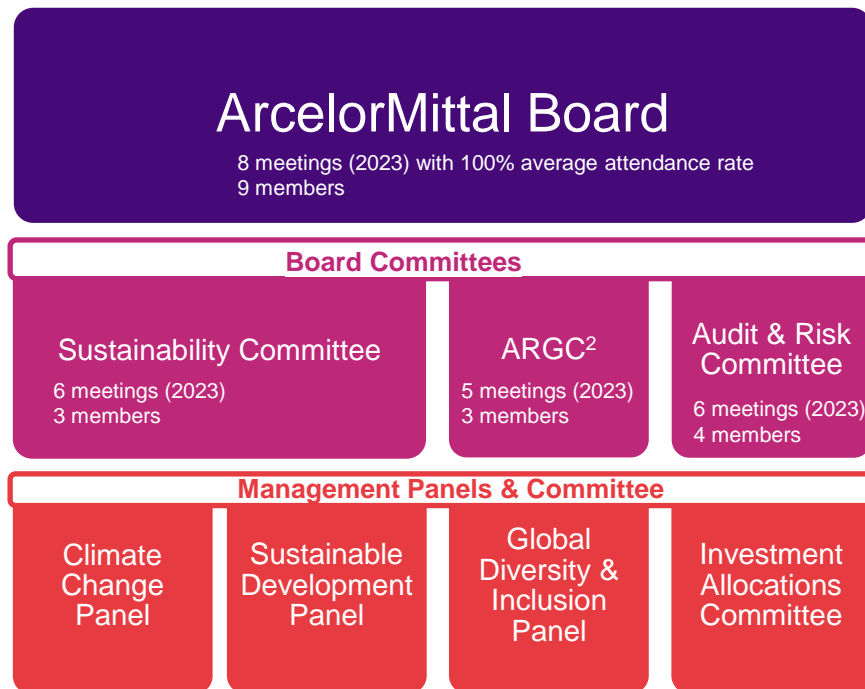 ArcelorMittal Board
8 meetings (2023) with 100% average attendance rate
9 members
Board Committees
Sustainability Committee
6 meetings (2023)
3 members
ARGC²
5 meetings (2023)
3 members
Audit & Risk
Committee
6 meetings (2023)
4 members
Management Panels & Committee
Climate
Change
Panel
Sustainable
Development
Panel
Global
Diversity &
Inclusion
Panel
Investment
Allocations
Committee